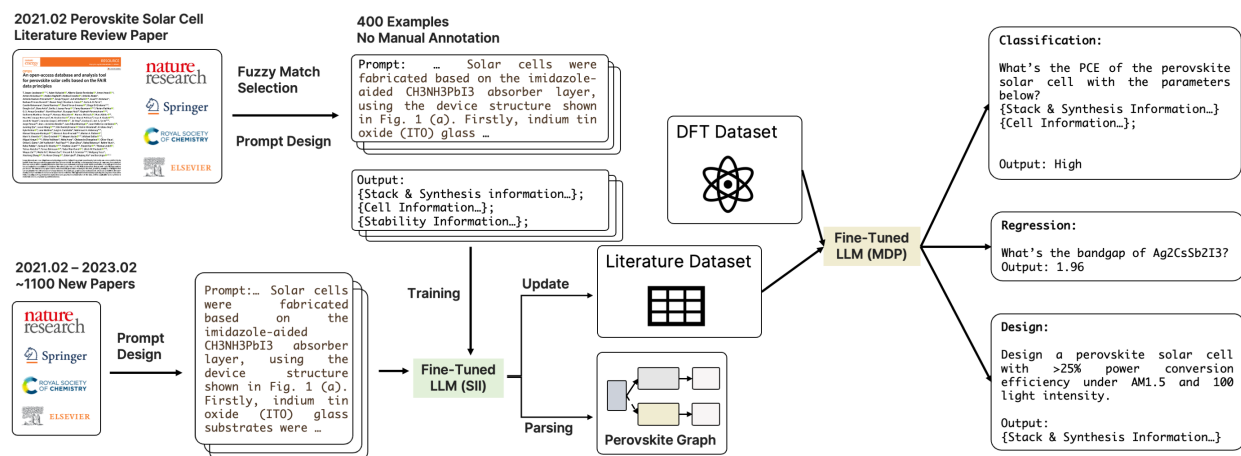 2021.02 Perovskite Solar Cell
Literature Review Paper
An open-access database and analysis tool
for perovskite solar cells based on the FAIR
data principles
nature
research
Springer
ROYAL SOCIETY
OF CHEMISTRY
ELSEVIER
Fuzzy Match
Selection
Prompt Design
400 Examples
No Manual Annotation
Prompt: … Solar cells were
fabricated based on the imidazole-
aided CH3NH3PbI3 absorber layer,
using the device structure shown
in Fig. 1 (a). Firstly, indium tin
oxide (ITO) glass …
Output:
{Stack & Synthesis information…};
{Cell Information…};
{Stability Information…};
2021.02 – 2023.02
~1100 New Papers
nature
research
Springer
ROYAL SOCIETY
OF CHEMISTRY
ELSEVIER
Prompt
Design
Prompt:… Solar cells
were fabricated
based on the
imidazole-aided
CH3NH3PbI3 absorber
layer, using the
device structure
shown in Fig. 1 (a).
Firstly, indium tin
oxide (ITO) glass
substrates were …
Training
Fine-Tuned
LLM (SII)
Update
Parsing
DFT Dataset
Literature Dataset
Perovskite Graph
Fine-Tuned
LLM (MDP)
Classification:
What's the PCE of the perovskite
solar cell with the parameters
below?
{Stack & Synthesis Information…}
{Cell Information…};
Output: High
Regression:
What's the bandgap of Ag2CsSb2I3?
Output: 1.96
Design:
Design a perovskite solar cell
with >25% power conversion
efficiency under AM1.5 and 100
light intensity.
Output:
{Stack & Synthesis Information…}